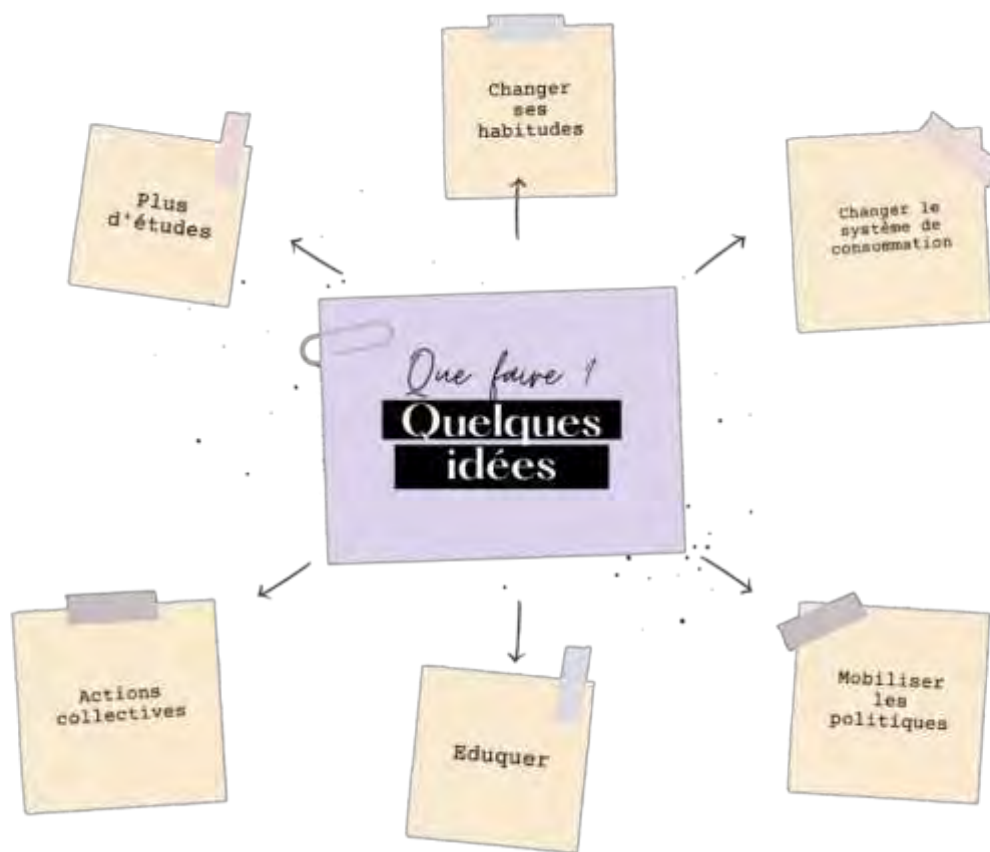 Changer
ses
habitudes
Plus
d'études
Changer le
système de
consommation
Que faire ?
Quelques
idées
Actions
collectives
Eduquer
Mobiliser
les
politiques